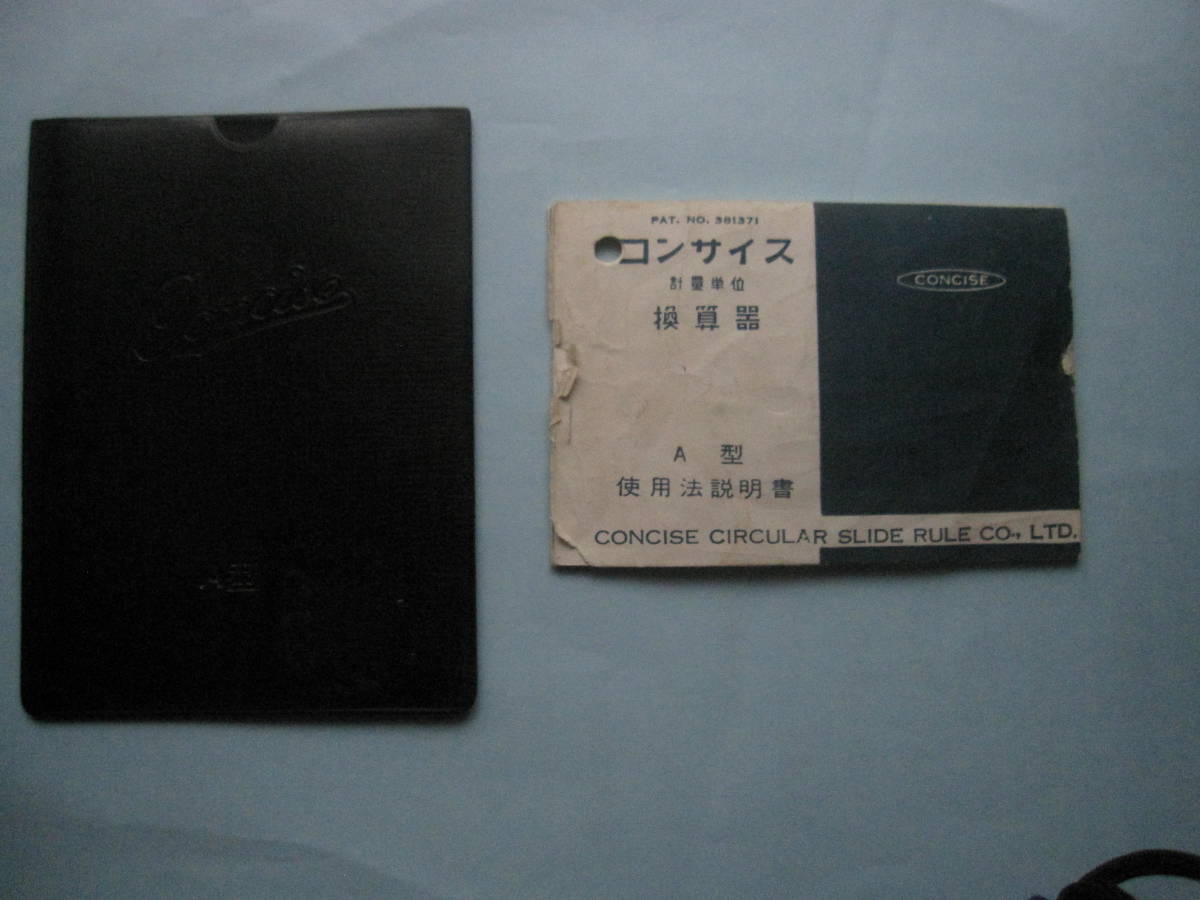 Concise
A型
PAT. NO. 381371
コンサイス
計量単位
換算器
A 型
使用法説明書
CONCISE
CONCISE CIRCULAR SLIDE RULE CO., LTD.